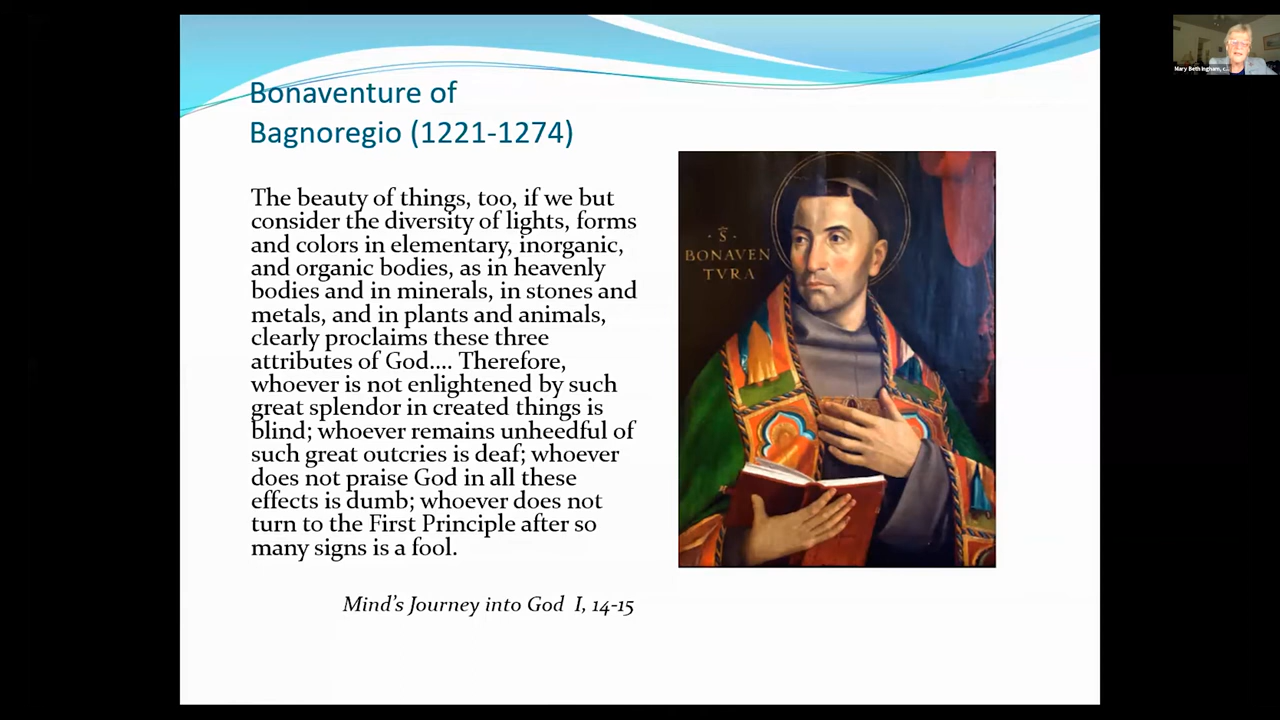 Bonaventure of
Bagnoregio (1221-1274)
The beauty of things, too, if we but
consider the diversity of lights, forms
and colors in elementary, inorganic,
and organic bodies, as in heavenly
bodies and in minerals, in stones and
metals, and in plants and animals,
clearly proclaims these three
attributes of God.... Therefore,
whoever is not enlightened by such
great splendor in created things is
blind; whoever remains unheedful of
such great outcries is deaf; whoever
does not praise God in all these
effects is dumb; whoever does not
turn to the First Principle after so
many signs is a fool.
Mind's Journey into God I, 14-15
·S·
BONAVEN
TVRA
Mary Beth Ingham, c...